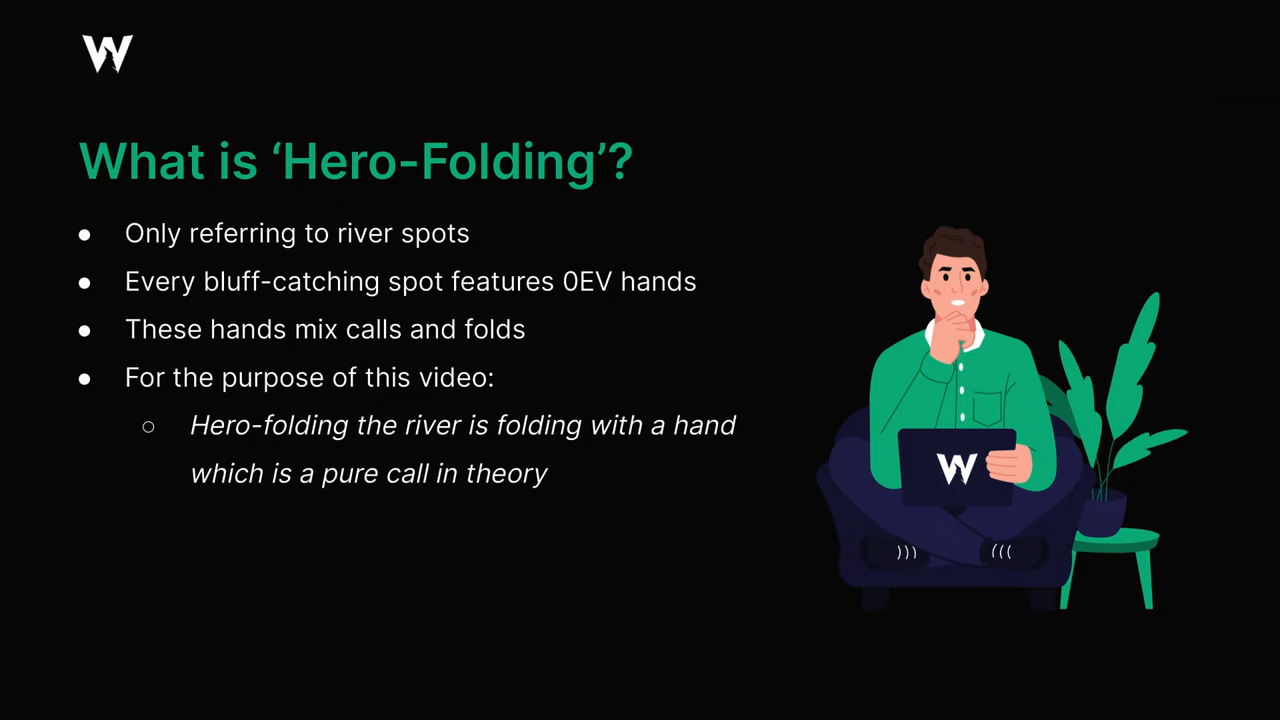 What is ‘Hero-Folding’?
● Only referring to river spots
● Every bluff-catching spot features 0EV hands
● These hands mix calls and folds
● For the purpose of this video:
○ Hero-folding the river is folding with a hand
which is a pure call in theory